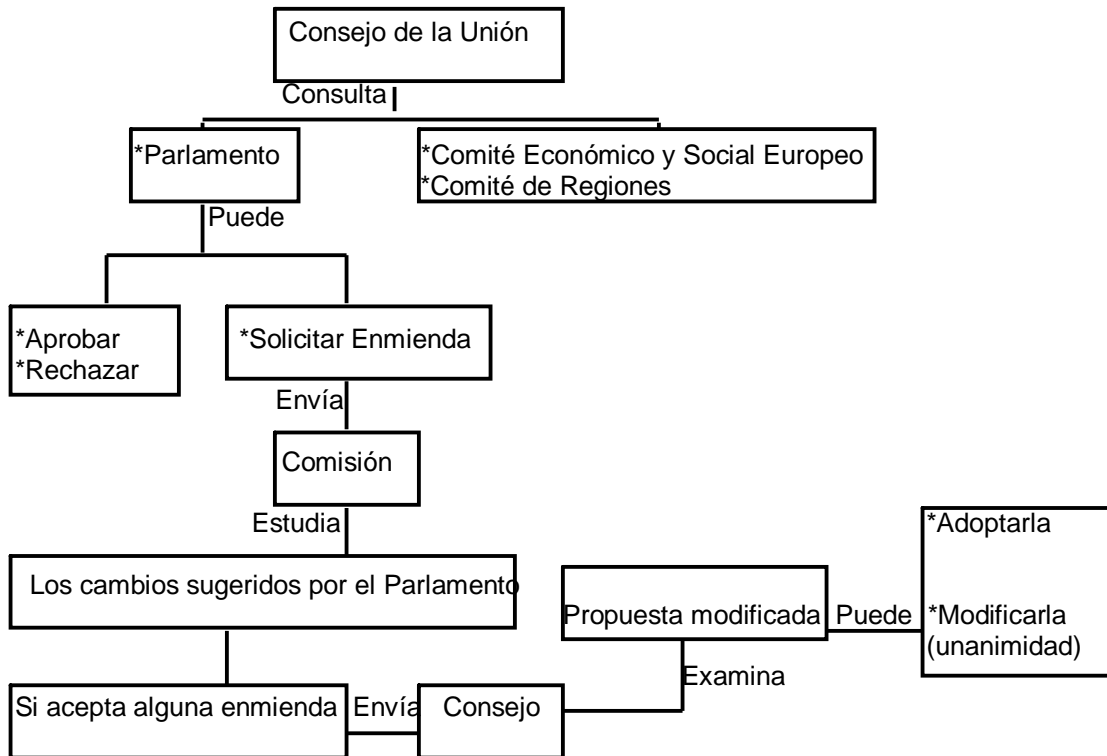 Consejo de la Unión
Consulta
*Parlamento
*Comité Económico y Social Europeo
*Comité de Regiones
Puede
*Aprobar
*Rechazar
*Solicitar Enmienda
Envía
Comisión
Estudia
Los cambios sugeridos por el Parlamento
Si acepta alguna enmienda
Envía
Consejo
Examina
Propuesta modificada
Puede
*Adoptarla
*Modificarla
(unanimidad)